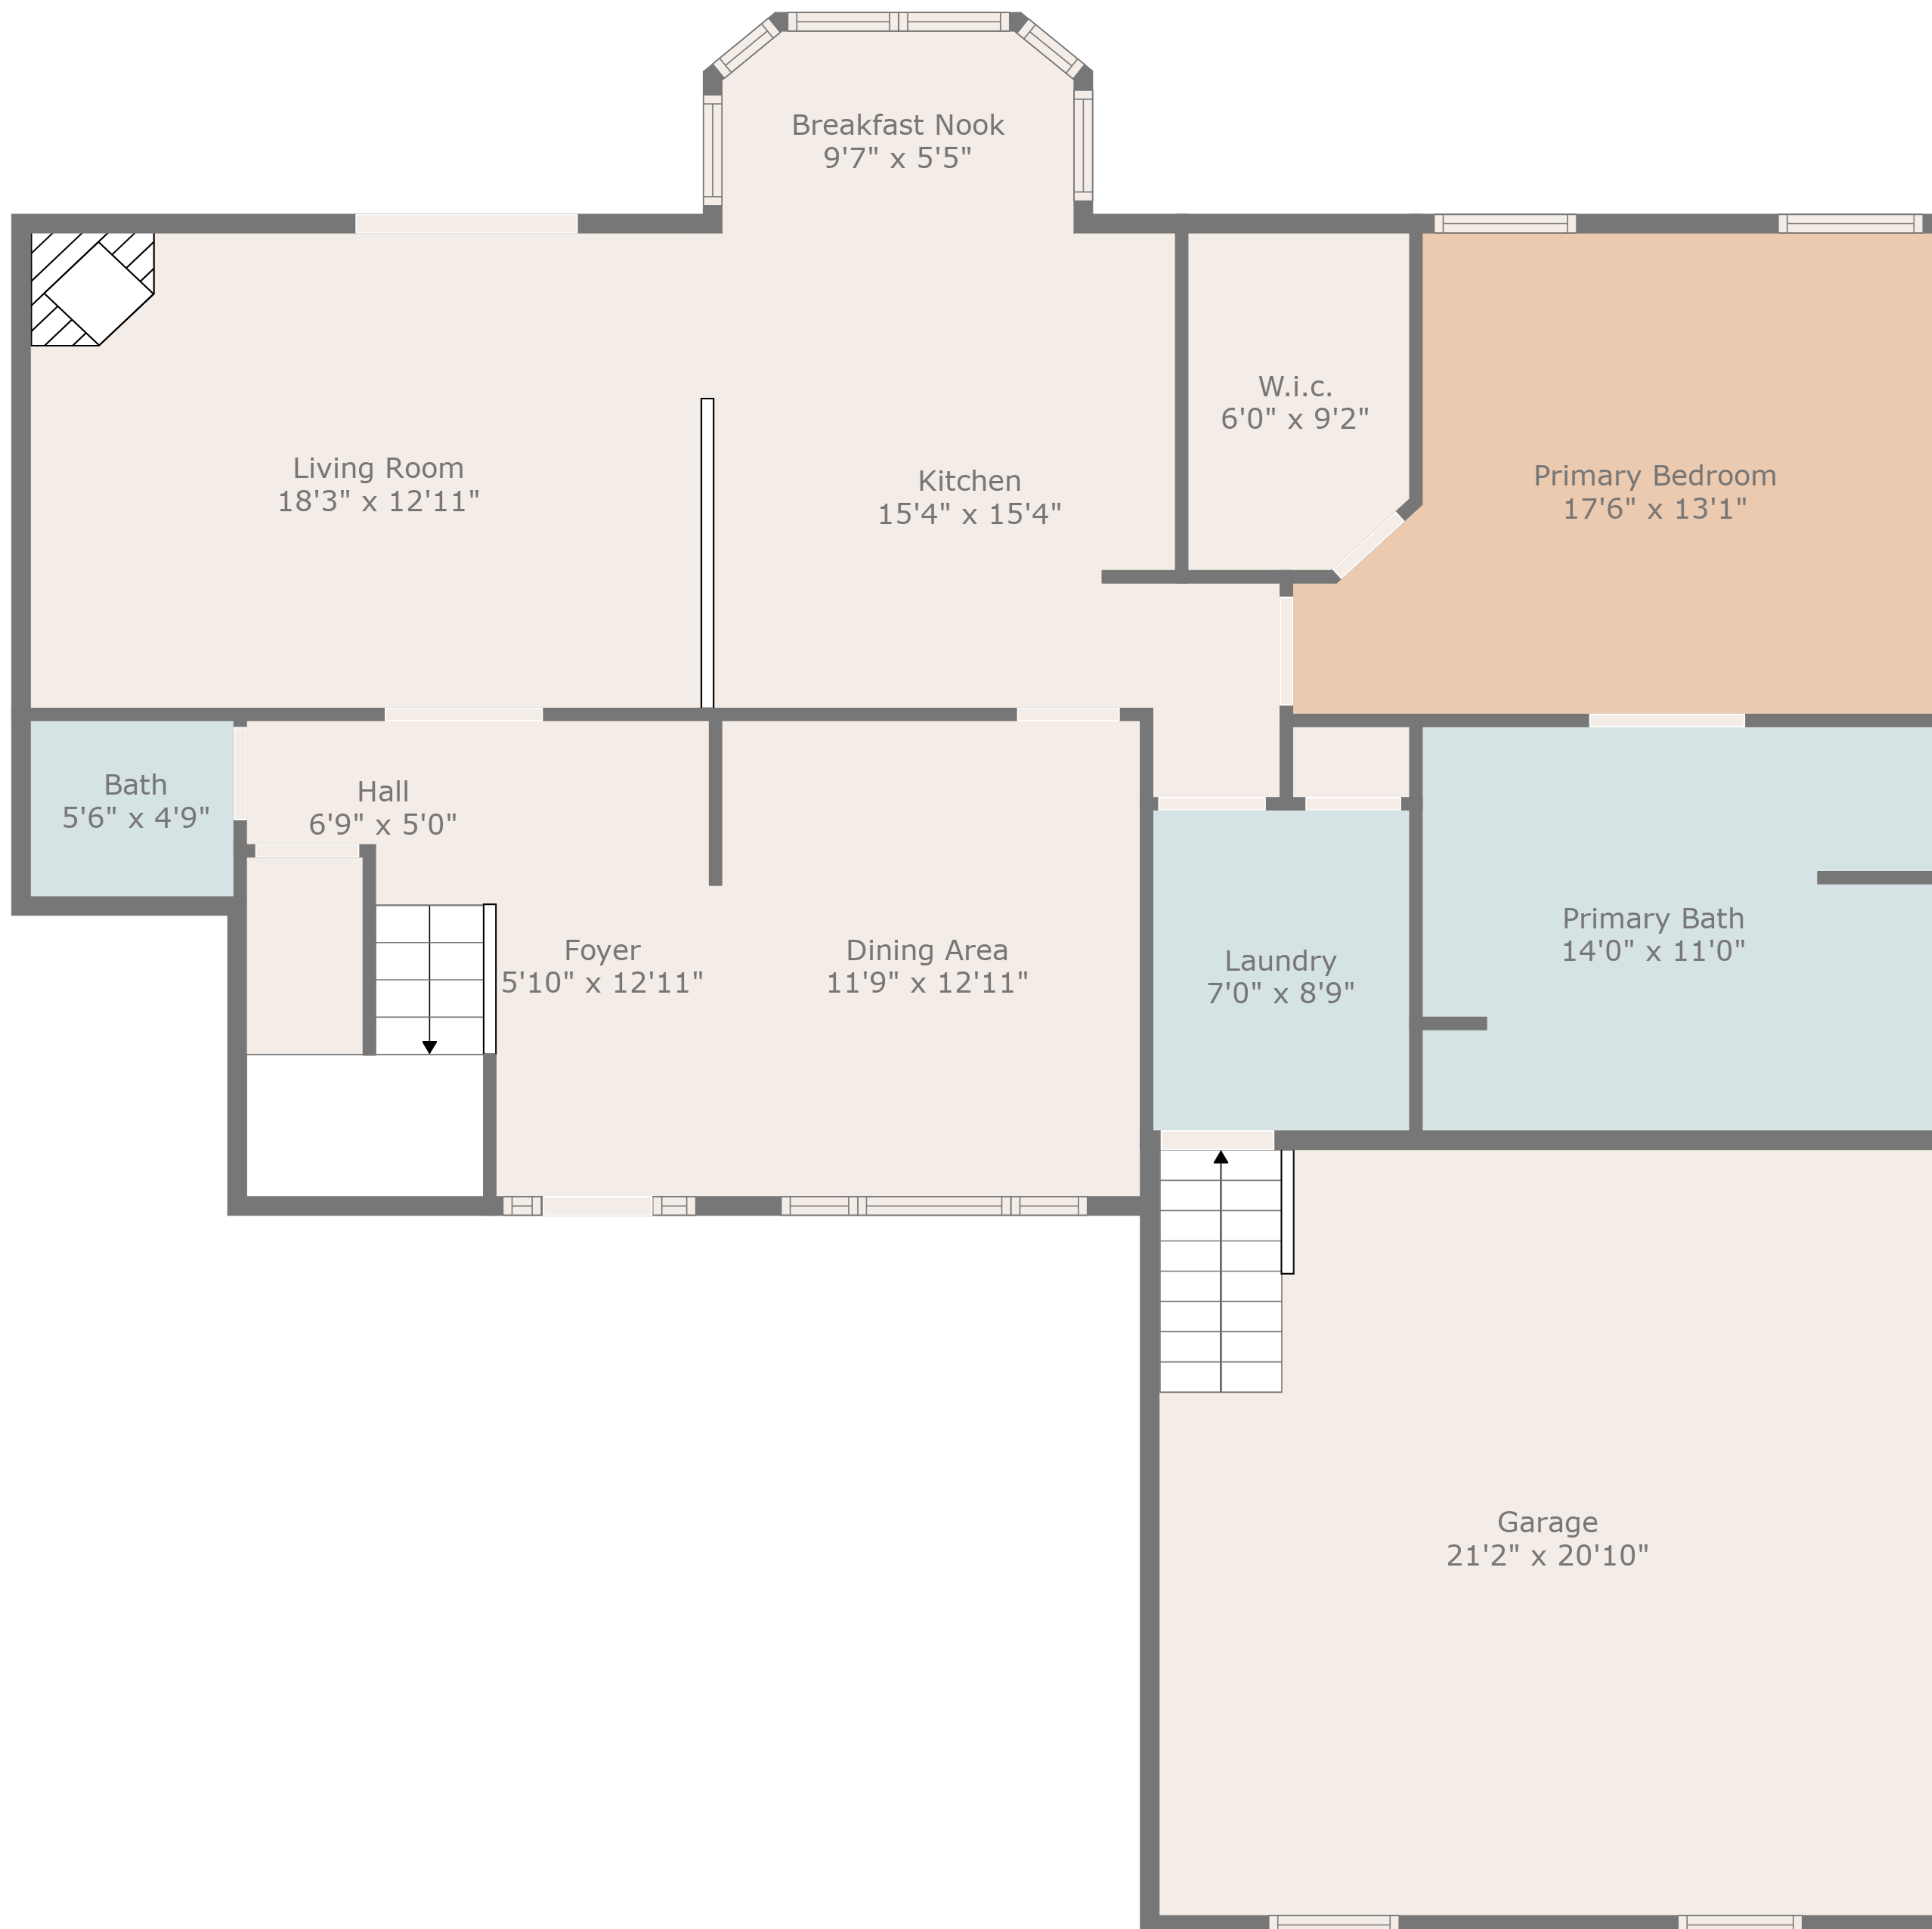 Breakfast Nook
9'7" x 5'5"
W.i.c.
6'0" x 9'2"
Living Room
18'3" x 12'11"
Kitchen
15'4" x 15'4"
Primary Bedroom
17'6" x 13'1"
Bath
5'6" x 4'9"
Hall
6'9" x 5'0"
Foyer
5'10" x 12'11"
Dining Area
11'9" x 12'11"
Laundry
7'0" x 8'9"
Primary Bath
14'0" x 11'0"
Garage
21'2" x 20'10"